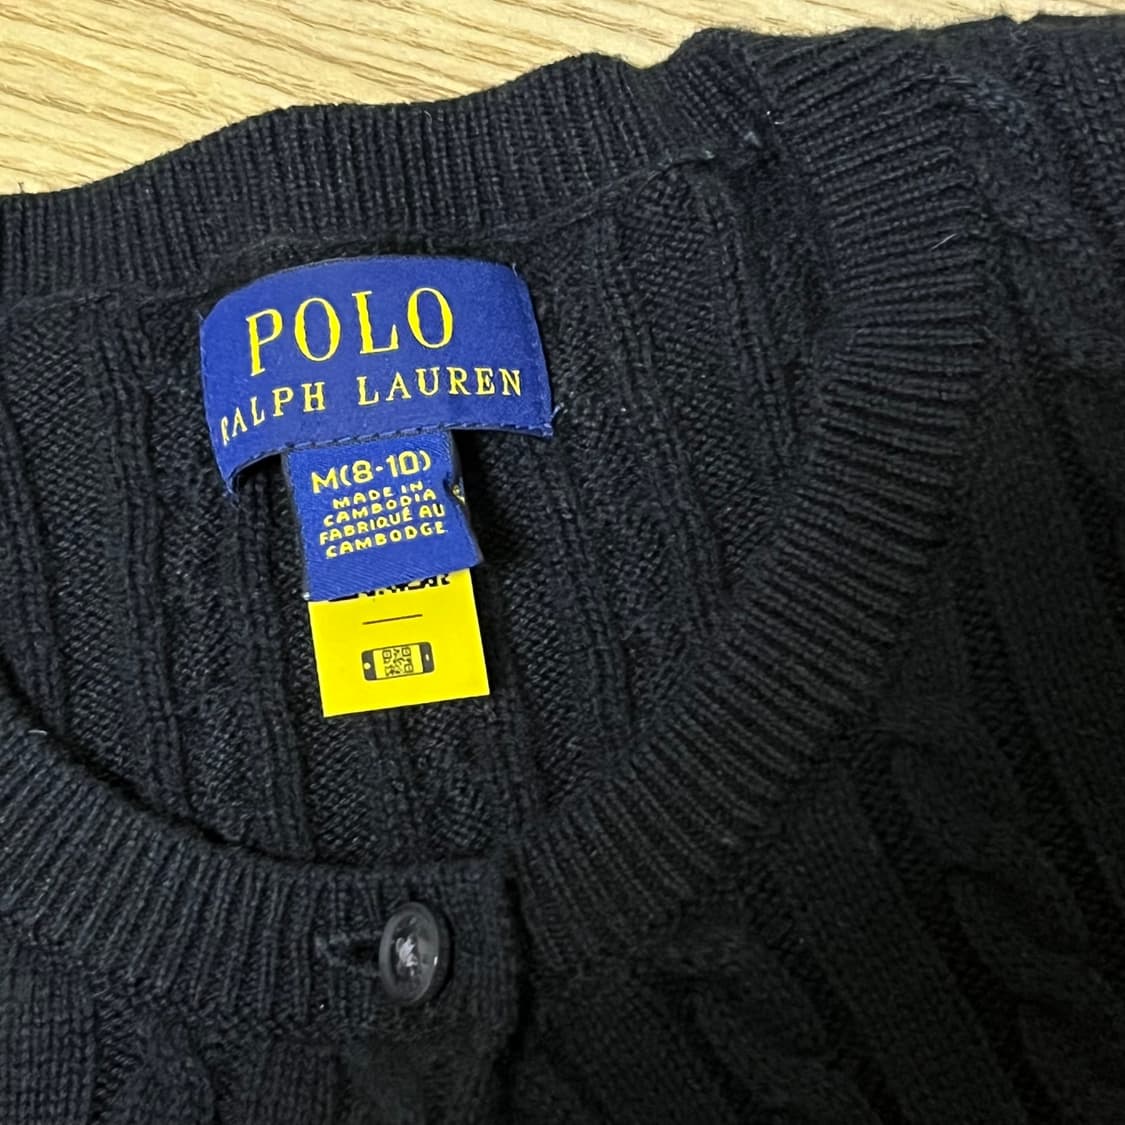 POLO
RALPH LAUREN
M(8-10)
MADE IN
CAMBODIA
FABRIQUÉ AU
CAMBODGE